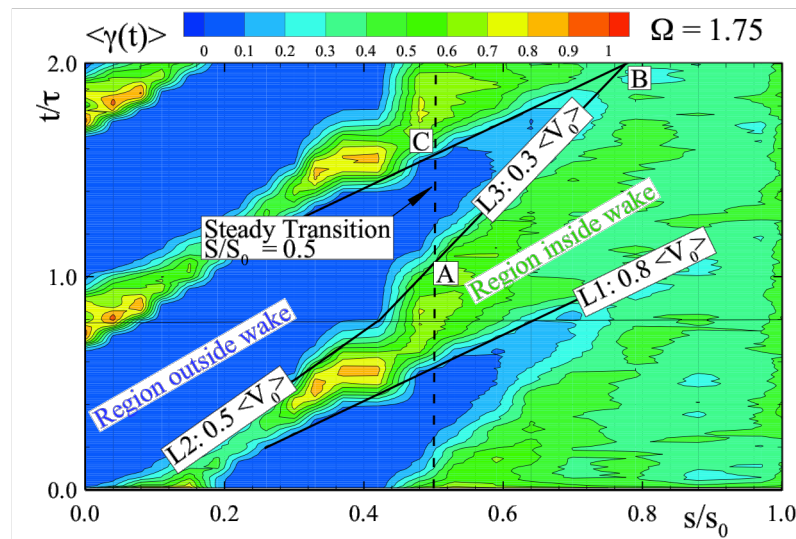 <γ(t)>
0 0.1 0.2 0.3 0.4 0.5 0.6 0.7 0.8 0.9 1
Ω = 1.75
2.0
t/τ
B
C
L3: 0.3 <V₀>
Steady Transition
S/S₀ = 0.5
Region inside wake
1.0
A
L1: 0.8 <V₀>
Region outside wake
L2: 0.5 <V₀>
0.0
0.0 0.2 0.4 0.6 0.8 s/s₀ 1.0